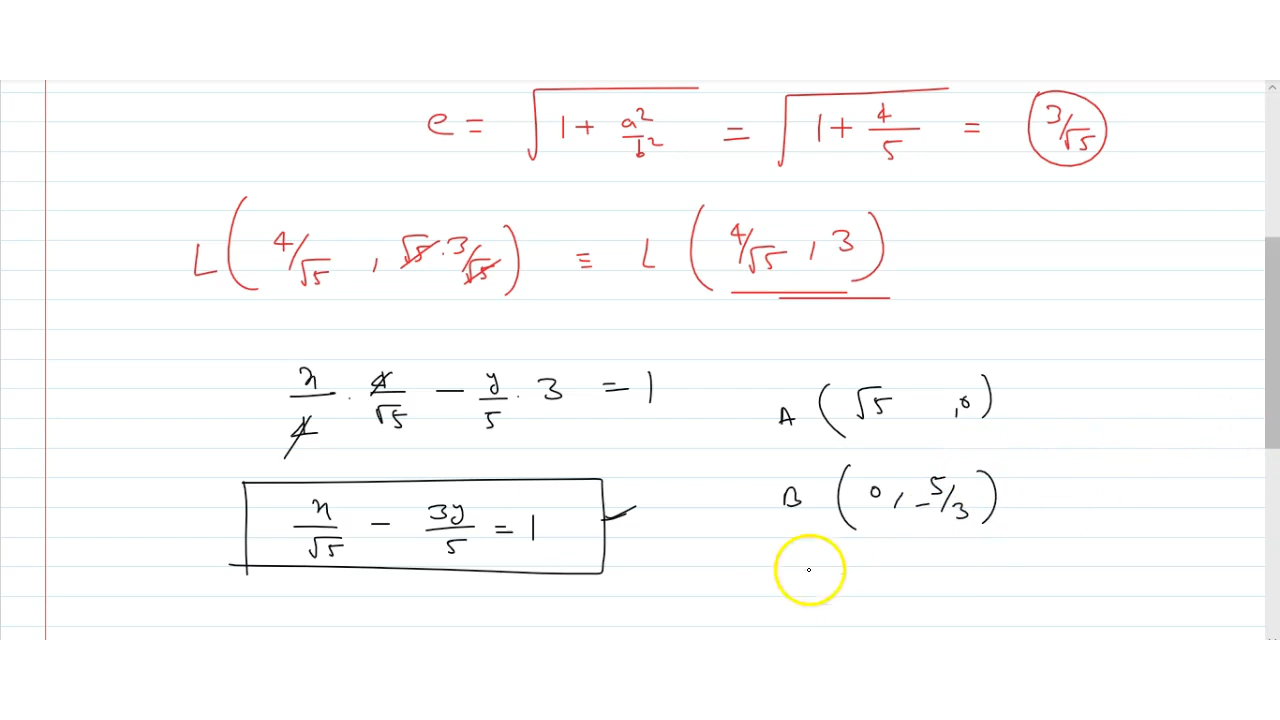 e = √(1 + a²/b²) = √(1 + 4/5) = 3/√5
L (4/√5 , √5 · 3/√5) ≡ L (4/√5 , 3)
x/4 · 4/√5 − y/5 · 3 = 1
A (√5 , 0)
B (0 , −5/3)
x/√5 − 3y/5 = 1